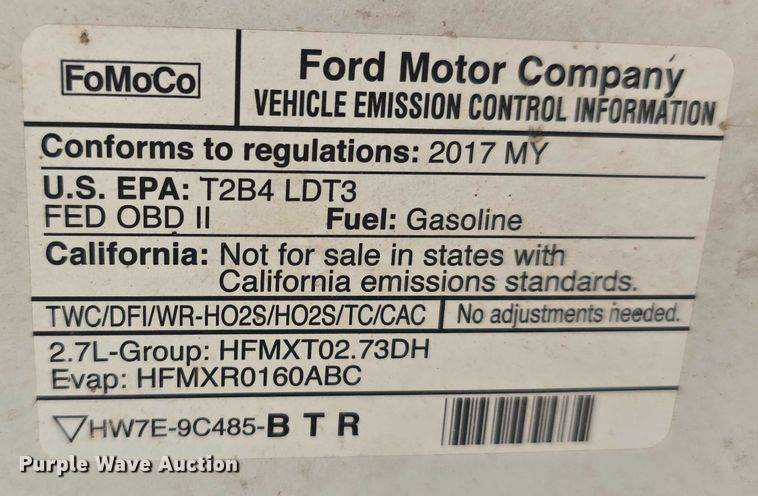 FoMoCo
Ford Motor Company
VEHICLE EMISSION CONTROL INFORMATION
Conforms to regulations: 2017 MY
U.S. EPA: T2B4 LDT3
FED OBD II Fuel: Gasoline
California: Not for sale in states with
California emissions standards.
TWC/DFI/WR-HO2S/HO2S/TC/CAC No adjustments needed.
2.7L-Group: HFMXT02.73DH
Evap: HFMXR0160ABC
HW7E-9C485-B T R
Purple Wave Auction